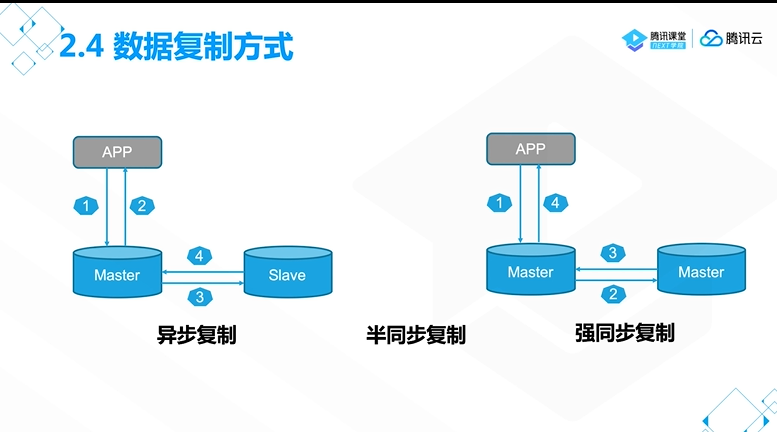 2.4 数据复制方式
腾讯课堂
NEXT学院
腾讯云
APP
1
2
Master
4
3
Slave
异步复制
半同步复制
APP
1
4
Master
3
2
Master
强同步复制